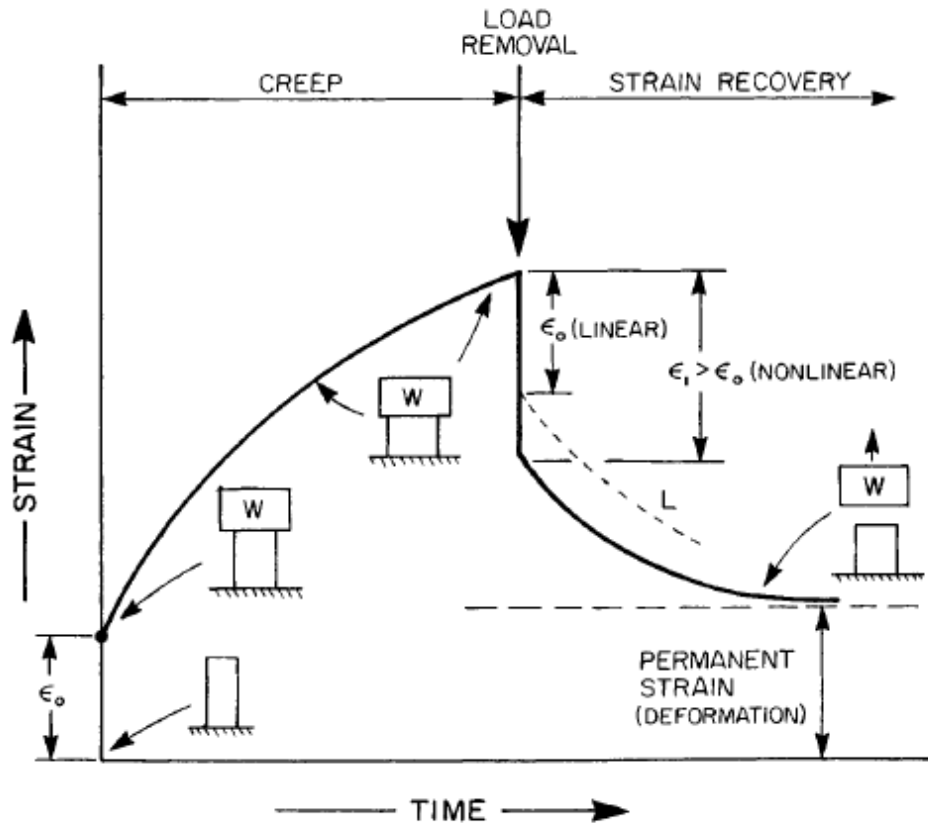 LOAD
REMOVAL
CREEP
STRAIN RECOVERY
ϵ₀ (LINEAR)
ϵ₁ > ϵ₀ (NONLINEAR)
W
W
W
L
STRAIN
ϵ₀
PERMANENT
STRAIN
(DEFORMATION)
TIME